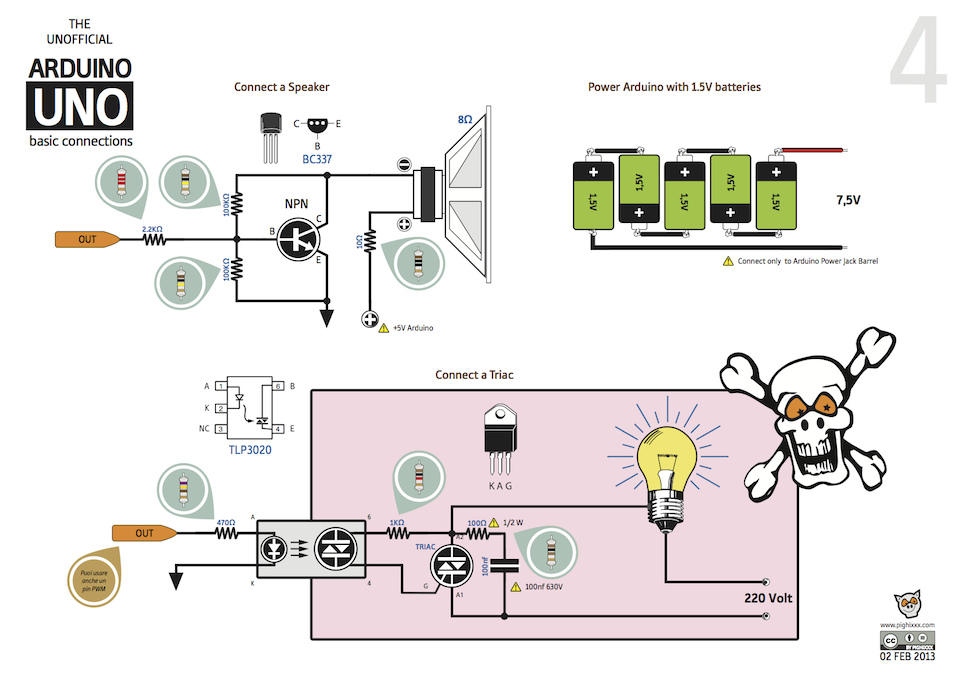 THE
UNOFFICIAL
ARDUINO
UNO
basic connections
4
Connect a Speaker
C
E
B
BC337
8Ω
100KΩ
NPN
C
B
E
OUT
2.2KΩ
100KΩ
10Ω
+5V Arduino
Power Arduino with 1.5V batteries
1,5V
1,5V
1,5V
1,5V
1,5V
7,5V
Connect only to Arduino Power Jack Barrel
Connect a Triac
A 1
6 B
K 2
NC 3
4 E
TLP3020
K A G
OUT
470Ω
A
6
K
4
1KΩ
A2
100Ω
1/2 W
TRIAC
G
A1
100nf
100nf 630V
220 Volt
Puoi usare
anche un
pin PWM
www.pighixxx.com
cc
BY PIGHIXXX
02 FEB 2013